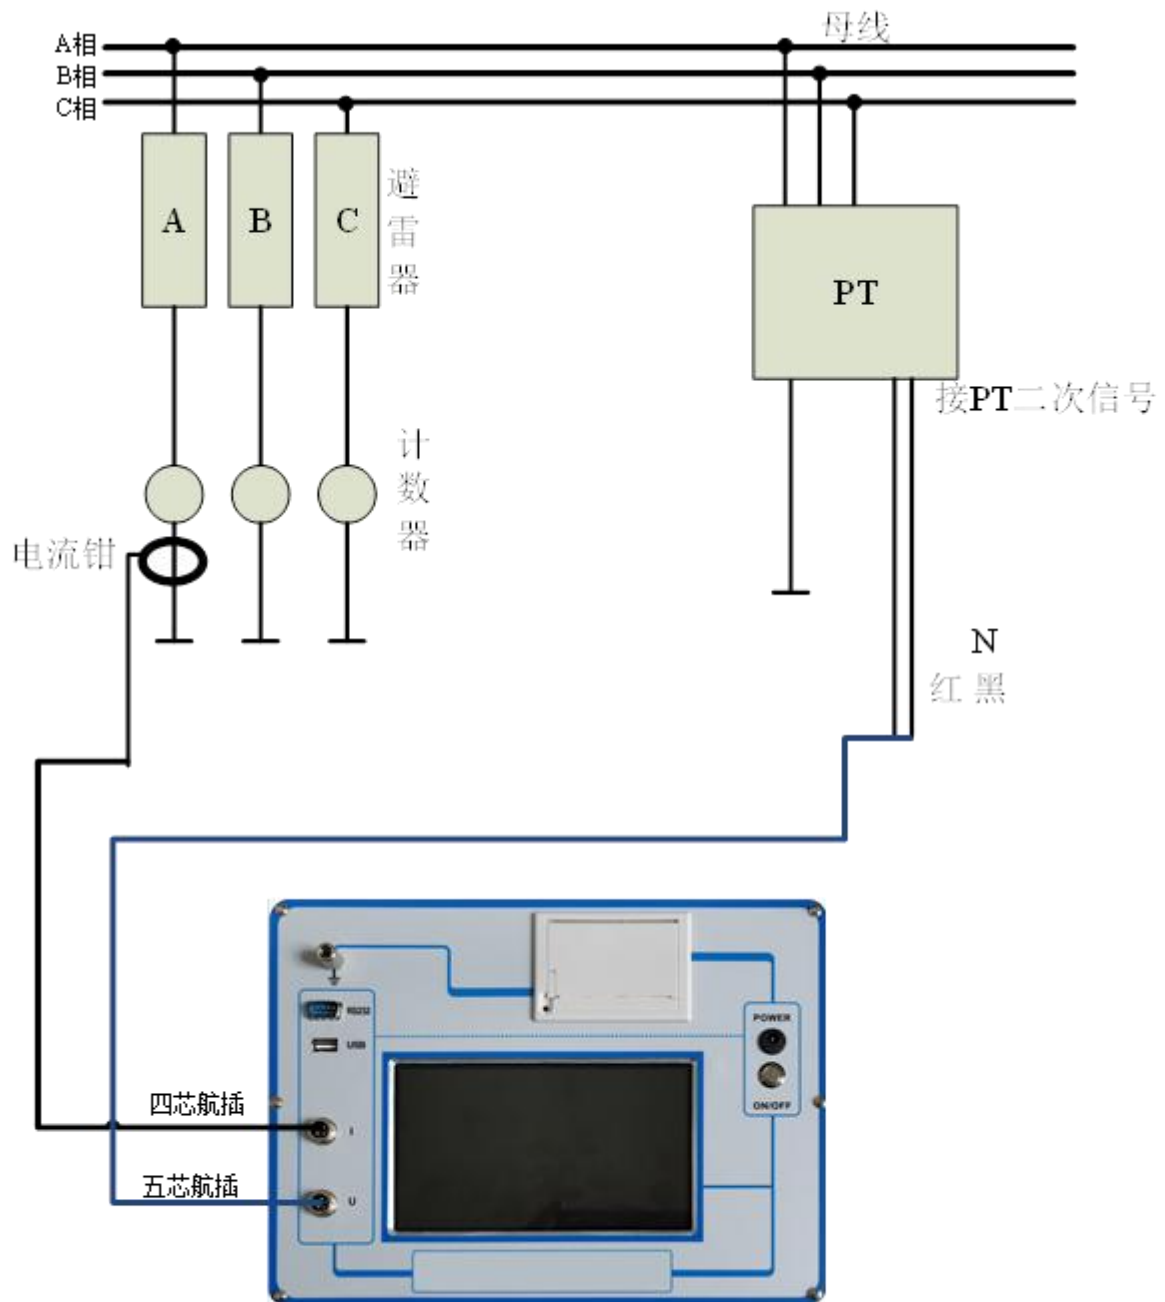 母线
A相
B相
C相
A
B
C
避雷器
PT
接PT二次信号
计数器
电流钳
N
红 黑
RS232
USB
POWER
ON/OFF
四芯航插
I
五芯航插
U